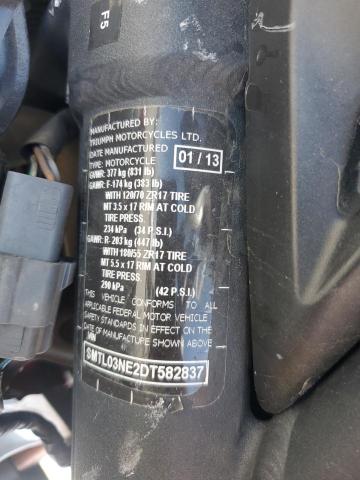 F5
MANUFACTURED BY:
TRIUMPH MOTORCYCLES LTD.
DATE MANUFACTURED 01 / 13
TYPE: MOTORCYCLE
GAWR: 377 kg (831 lb)
GAWR: F-174 kg (383 lb)
WITH 120/70 ZR17 TIRE
MT 3.5 x 17 RIM AT COLD
TIRE PRESS.
234 kPa (34 P.S.I.)
GAWR: R- 203 kg (447 lb)
WITH 180/55 ZR17 TIRE
MT 5.5 x 17 RIM AT COLD
TIRE PRESS.
290 kPa (42 P.S.I.)
THIS VEHICLE CONFORMS TO ALL
APPLICABLE FEDERAL MOTOR VEHICLE
SAFETY STANDARDS IN EFFECT ON THE
DATE OF MANUFACTURE SHOWN ABOVE
VIN
SMTL03NE2DT582837